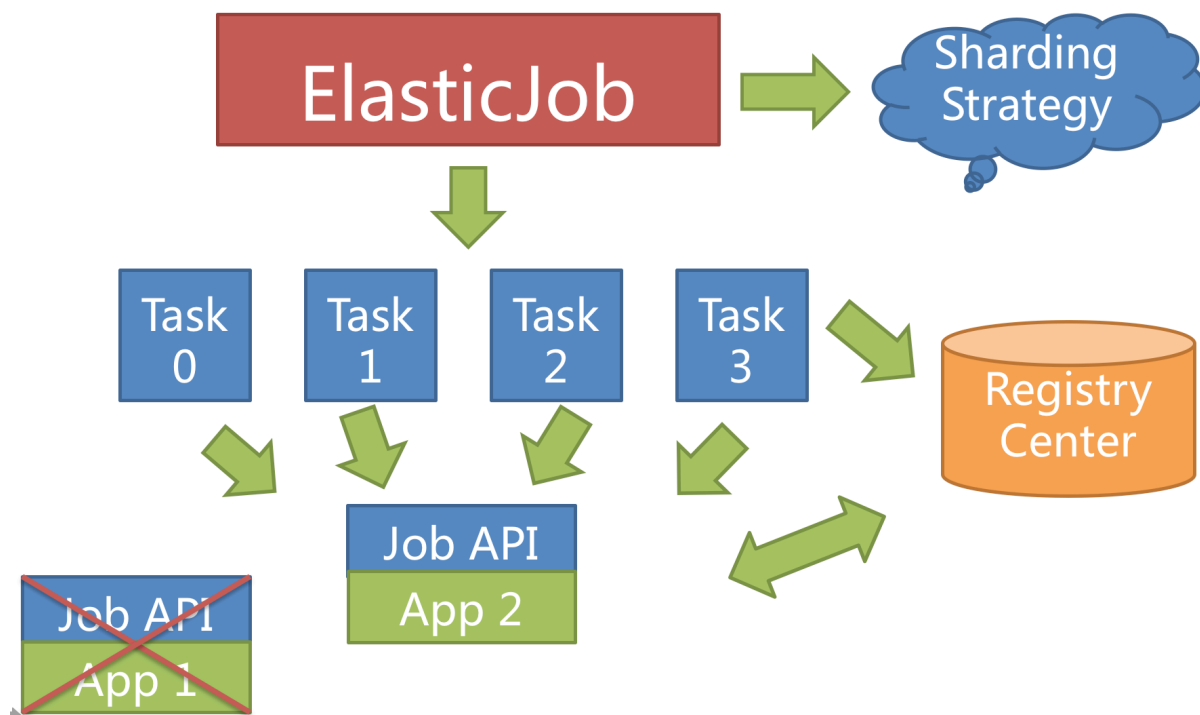 ElasticJob
Sharding
Strategy
Task
0
Task
1
Task
2
Task
3
Registry
Center
Job API
App 2
Job API
App 1